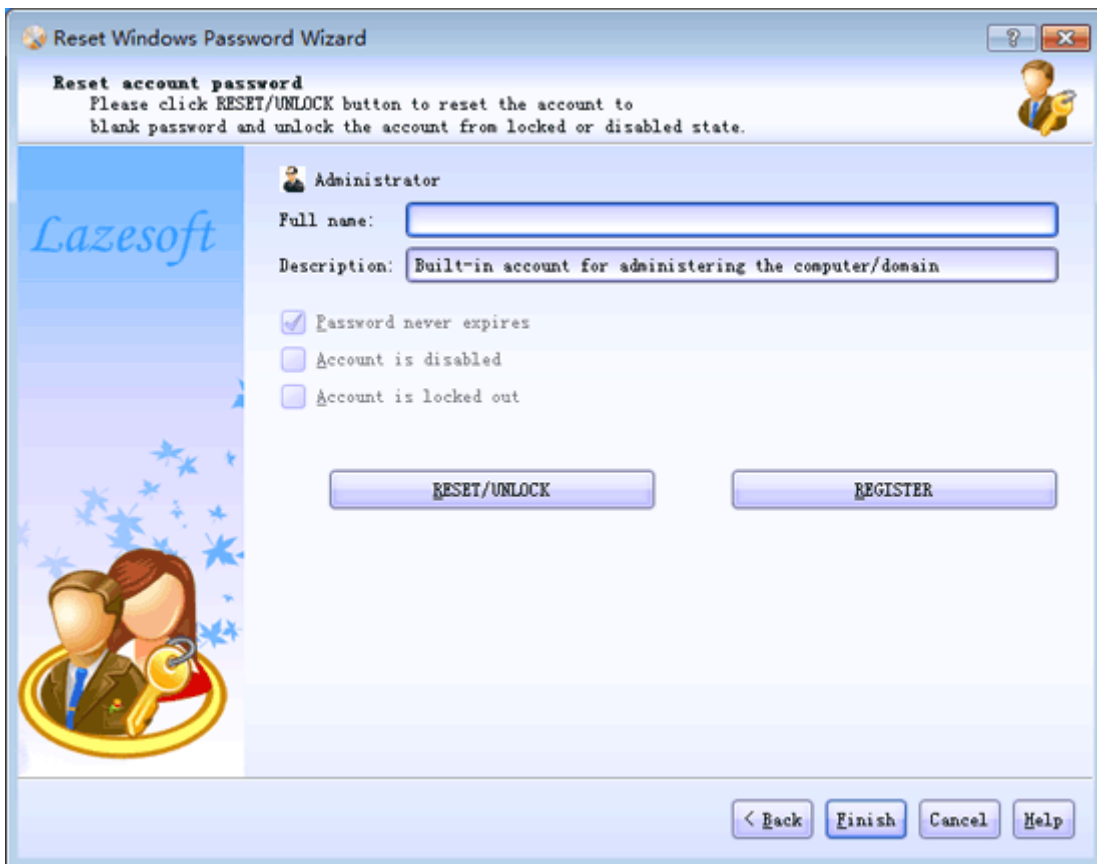 Reset Windows Password Wizard
Reset account password
Please click RESET/UNLOCK button to reset the account to
blank password and unlock the account from locked or disabled state.
Lazesoft
Administrator
Full name:
Description: Built-in account for administering the computer/domain
Password never expires
Account is disabled
Account is locked out
RESET/UNLOCK REGISTER
< Back Finish Cancel Help